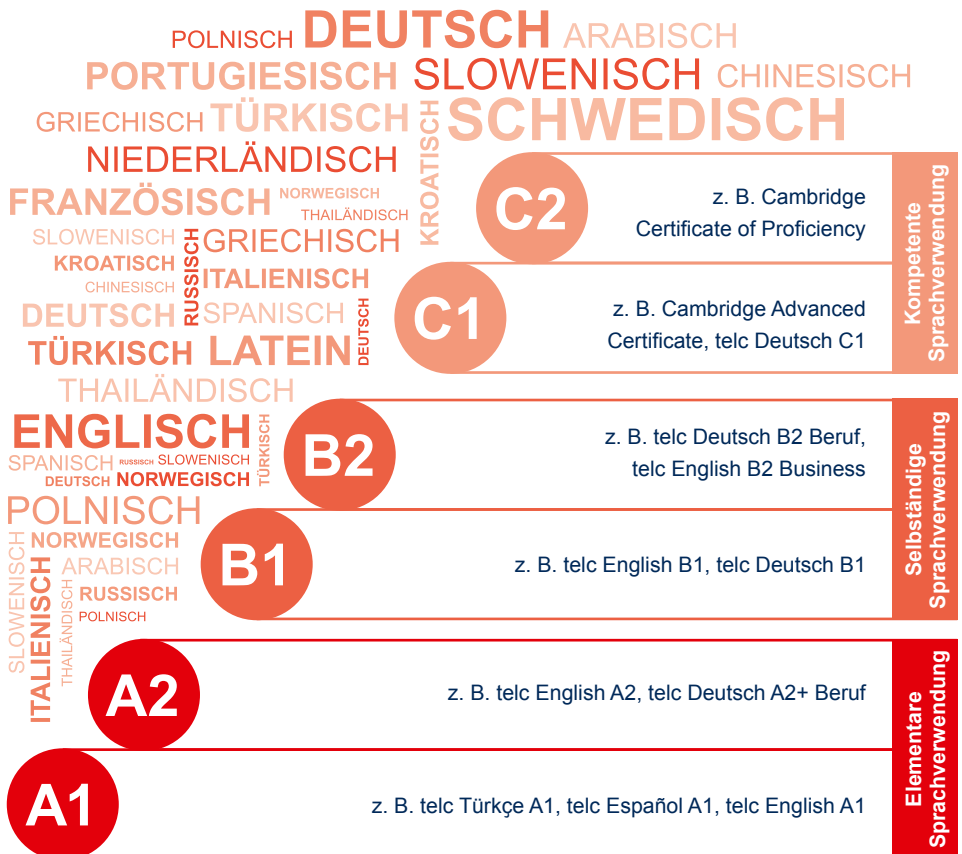 POLNISCH DEUTSCH ARABISCH
PORTUGIESISCH SLOWENISCH CHINESISCH
GRIECHISCH TÜRKISCH KROATISCH SCHWEDISCH
NIEDERLÄNDISCH
FRANZÖSISCH NORWEGISCH
THAILÄNDISCH
SLOWENISCH RUSSISCH GRIECHISCH
KROATISCH ITALIENISCH
CHINESISCH
DEUTSCH SPANISCH DEUTSCH
TÜRKISCH LATEIN
THAILÄNDISCH
ENGLISCH TÜRKISCH
SPANISCH RUSSISCH SLOWENISCH
DEUTSCH NORWEGISCH
POLNISCH
SLOWENISCH NORWEGISCH
ITALIENISCH ARABISCH
THAILÄNDISCH RUSSISCH
POLNISCH
C2
z. B. Cambridge
Certificate of Proficiency
C1
z. B. Cambridge Advanced
Certificate, telc Deutsch C1
Kompetente
Sprachverwendung
B2
z. B. telc Deutsch B2 Beruf,
telc English B2 Business
B1
z. B. telc English B1, telc Deutsch B1
Selbständige
Sprachverwendung
A2
z. B. telc English A2, telc Deutsch A2+ Beruf
A1
z. B. telc Türkçe A1, telc Español A1, telc English A1
Elementare
Sprachverwendung